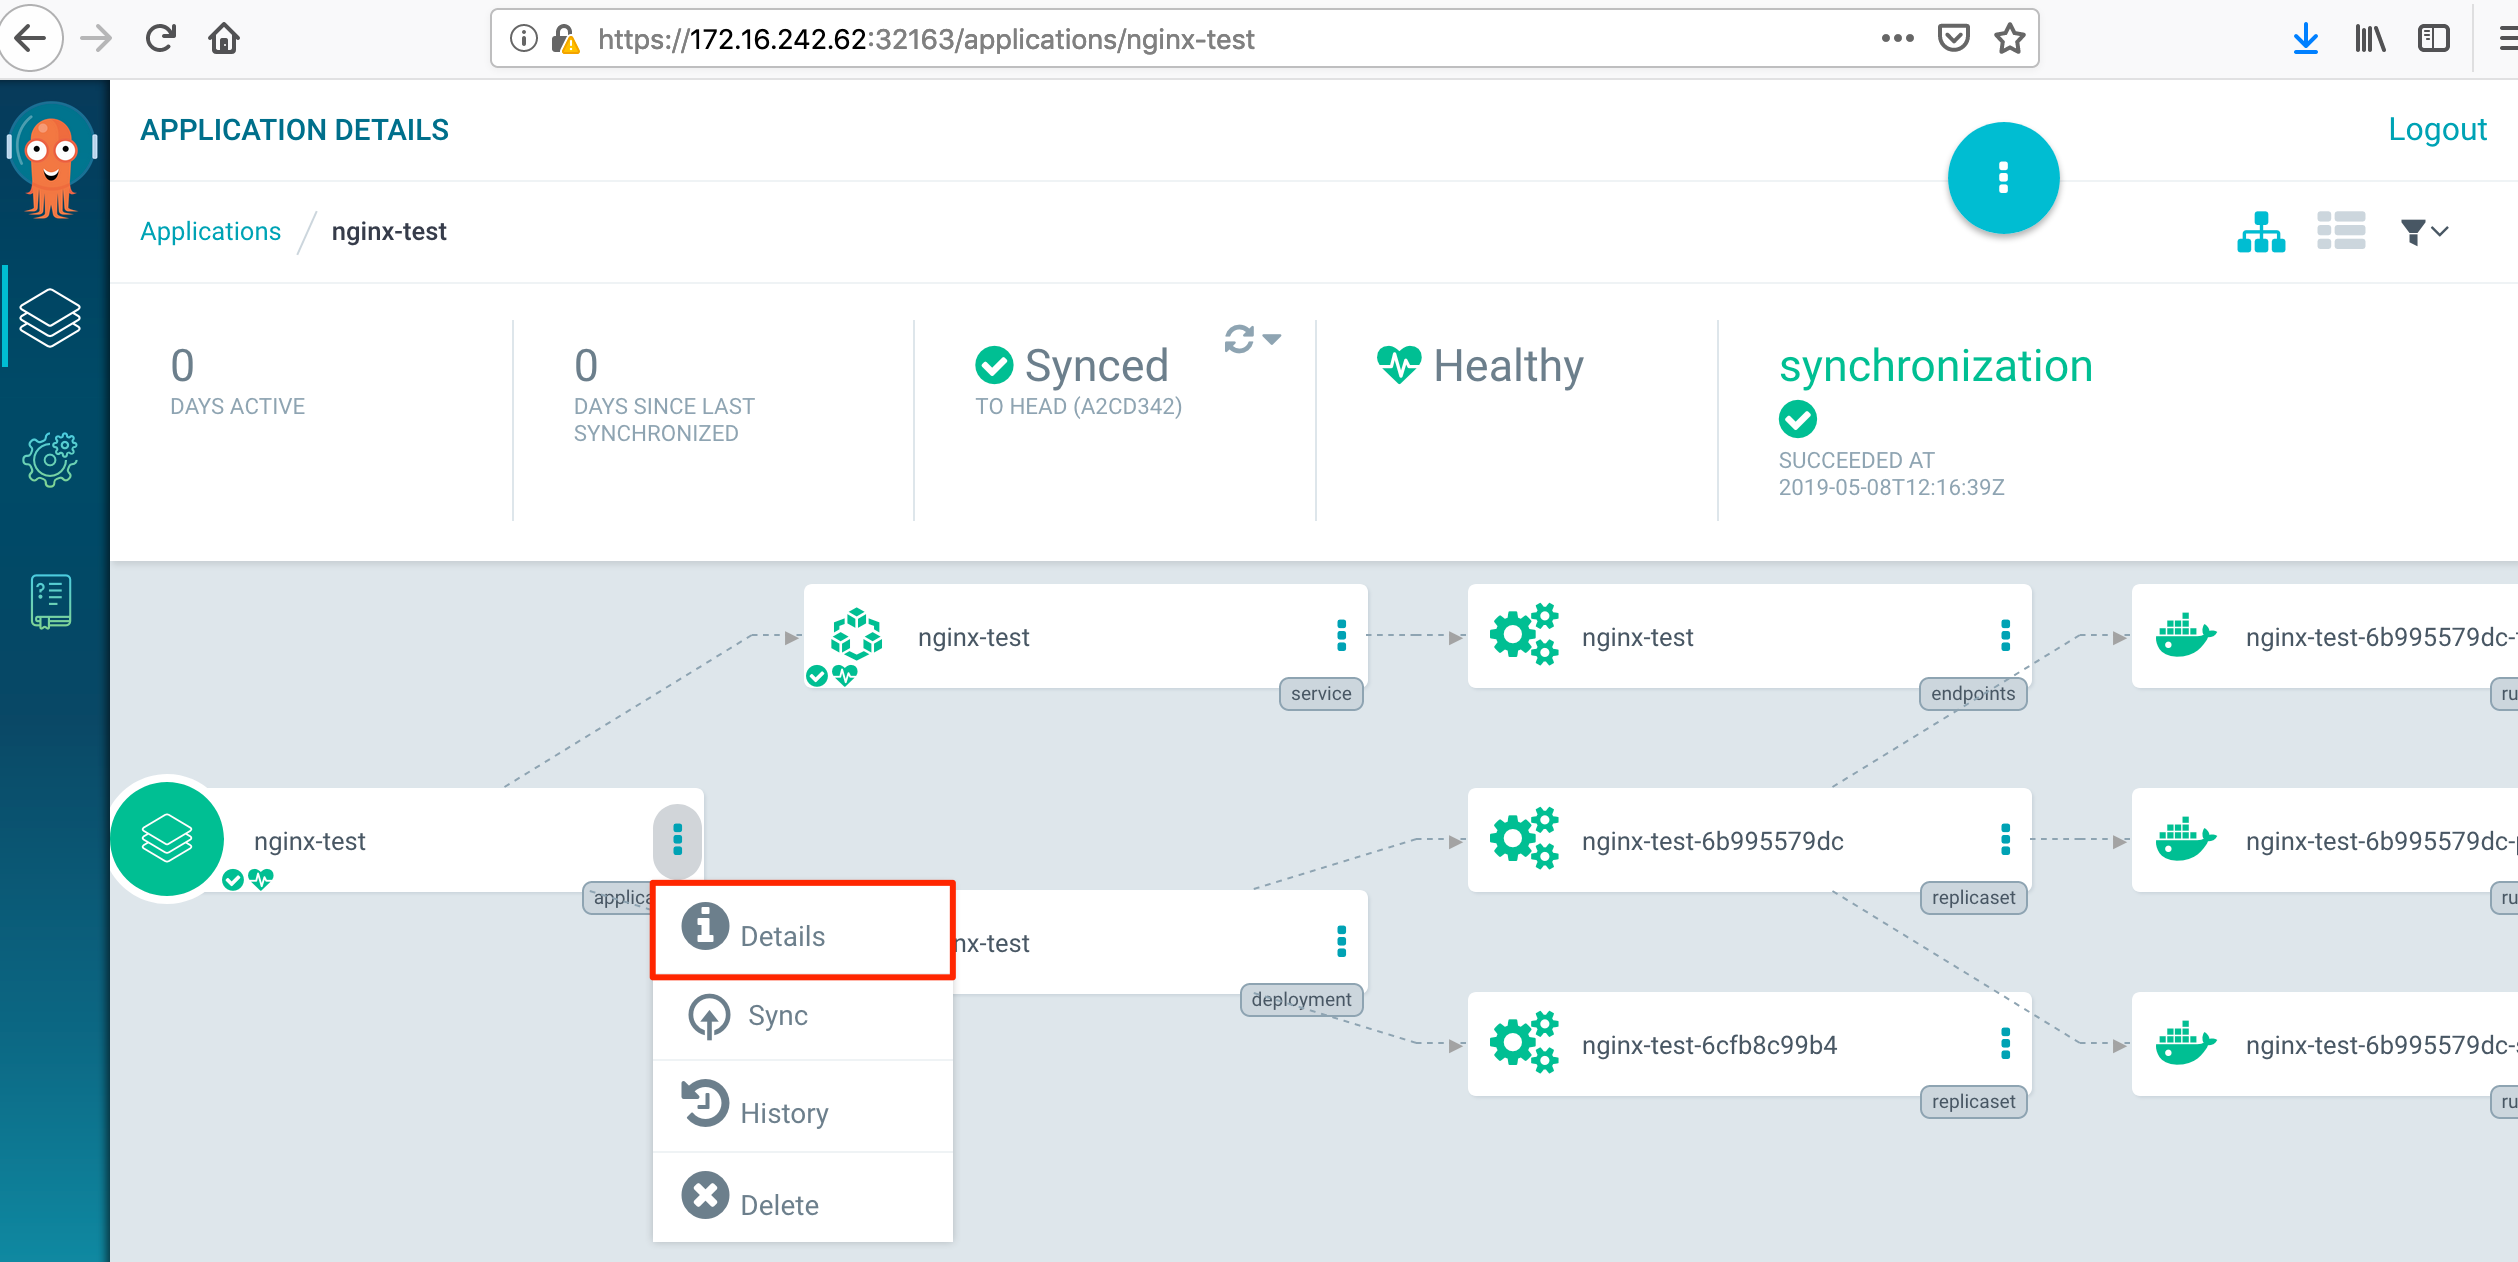 https://172.16.242.62:32163/applications/nginx-test
APPLICATION DETAILS
Logout
Applications / nginx-test
0
DAYS ACTIVE
0
DAYS SINCE LAST
SYNCHRONIZED
Synced
TO HEAD (A2CD342)
Healthy
synchronization
SUCCEEDED AT
2019-05-08T12:16:39Z
nginx-test
service
nginx-test
endpoints
nginx-test-6b995579dc-
ru
nginx-test
applica
nginx-test-6b995579dc
replicaset
nginx-test-6b995579dc-
ru
nx-test
deployment
nginx-test-6cfb8c99b4
replicaset
nginx-test-6b995579dc-
ru
Details
Sync
History
Delete